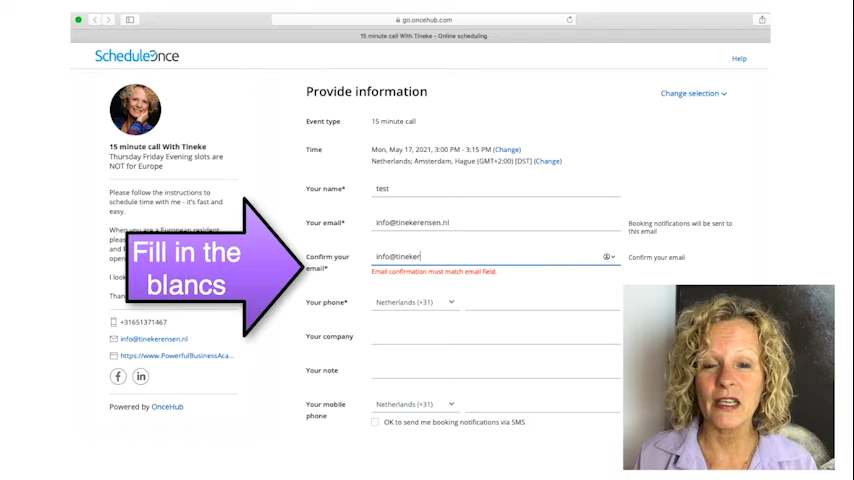 go.oncehub.com
15 minute call With Tineke - Online scheduling
ScheduleOnce
Help
Provide information
Change selection
Event type
15 minute call
Time
Mon, May 17, 2021, 3:00 PM - 3:15 PM (Change)
Netherlands; Amsterdam, Hague (GMT+2:00) [DST] (Change)
Your name*
test
Your email*
info@tinekerensen.nl
Booking notifications will be sent to
this email
Confirm your
email*
info@tineker
Confirm your email
Email confirmation must match email field.
Your phone*
Netherlands (+31)
Your company
Your note
Your mobile
phone
Netherlands (+31)
OK to send me booking notifications via SMS
15 minute call With Tineke
Thursday Friday Evening slots are
NOT for Europe
Please follow the instructions to
schedule time with me - it's fast and
easy.
When you are a European resident
Fill in the
blancs
+31651371467
info@tinekerensen.nl
https://www.PowerfulBusinessAca...
Powered by OnceHub